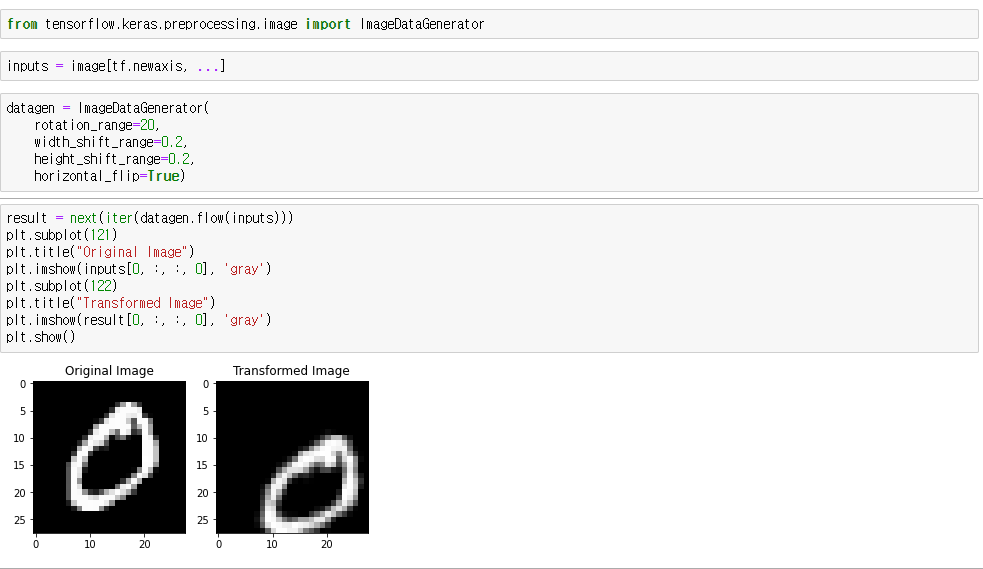 from tensorflow.keras.preprocessing.image import ImageDataGenerator
inputs = image[tf.newaxis, ...]
datagen = ImageDataGenerator(
    rotation_range=20,
    width_shift_range=0.2,
    height_shift_range=0.2,
    horizontal_flip=True)
result = next(iter(datagen.flow(inputs)))
plt.subplot(121)
plt.title("Original Image")
plt.imshow(inputs[0, :, :, 0], 'gray')
plt.subplot(122)
plt.title("Transformed Image")
plt.imshow(result[0, :, :, 0], 'gray')
plt.show()
Original Image
0
5
10
15
20
25
0 10 20
Transformed Image
0
5
10
15
20
25
0 10 20